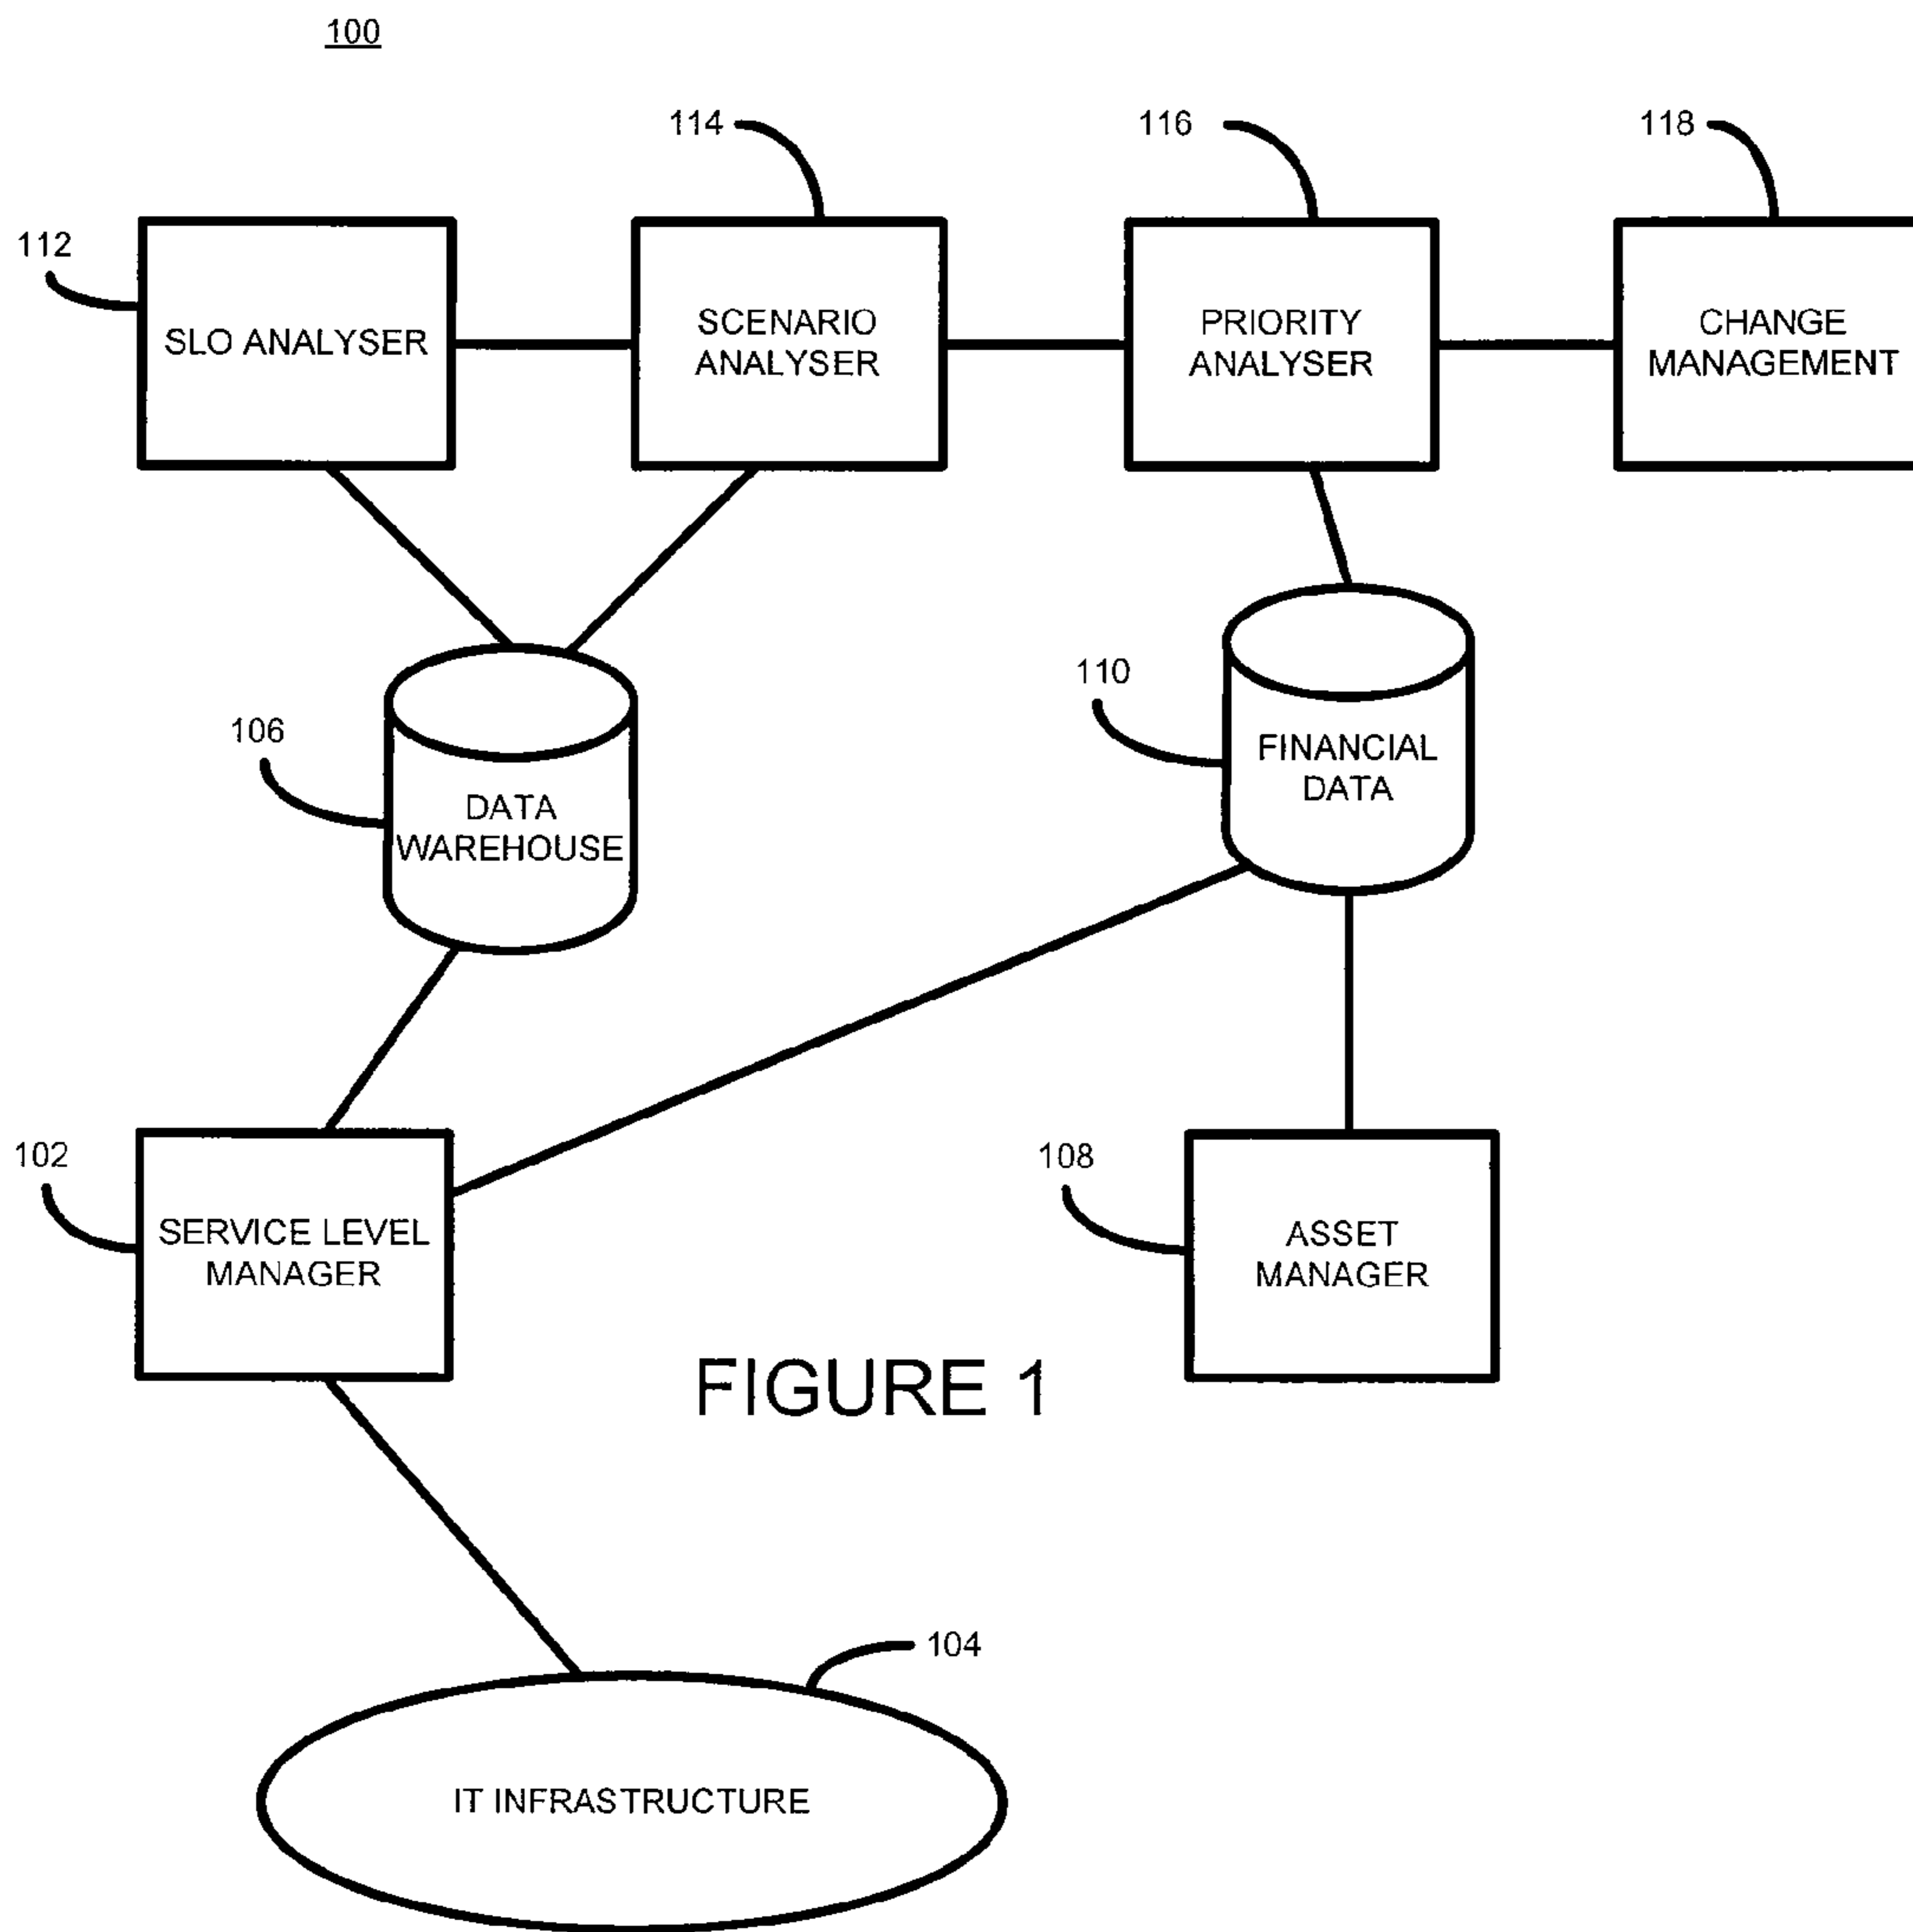 100
114
116
118
112
SLO ANALYSER
SCENARIO
ANALYSER
PRIORITY
ANALYSER
CHANGE
MANAGEMENT
110
106
FINANCIAL
DATA
DATA
WAREHOUSE
102
108
SERVICE LEVEL
MANAGER
ASSET
MANAGER
FIGURE 1
104
IT INFRASTRUCTURE